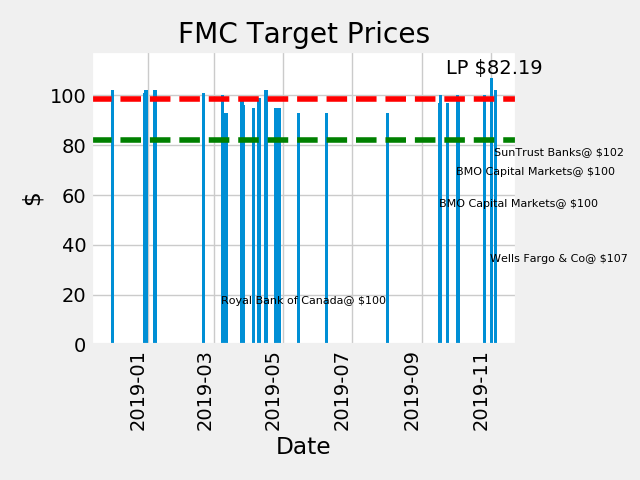 FMC Target Prices
LP $82.19
100
80
60
40
20
0
$
SunTrust Banks@ $102
BMO Capital Markets@ $100
BMO Capital Markets@ $100
Wells Fargo & Co@ $107
Royal Bank of Canada@ $100
2019-01
2019-03
2019-05
2019-07
2019-09
2019-11
Date